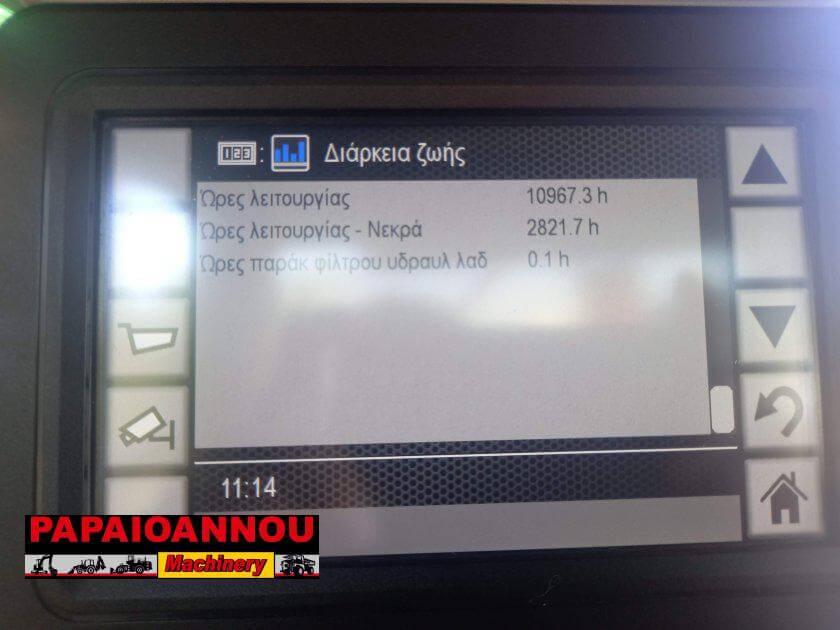 123 : Διάρκεια ζωής
Ώρες λειτουργίας 10967.3 h
Ώρες λειτουργίας - Νεκρά 2821.7 h
Ώρες παράκ φίλτρου υδραυλ λαδ 0.1 h
11:14
PAPAIOANNOU
Machinery